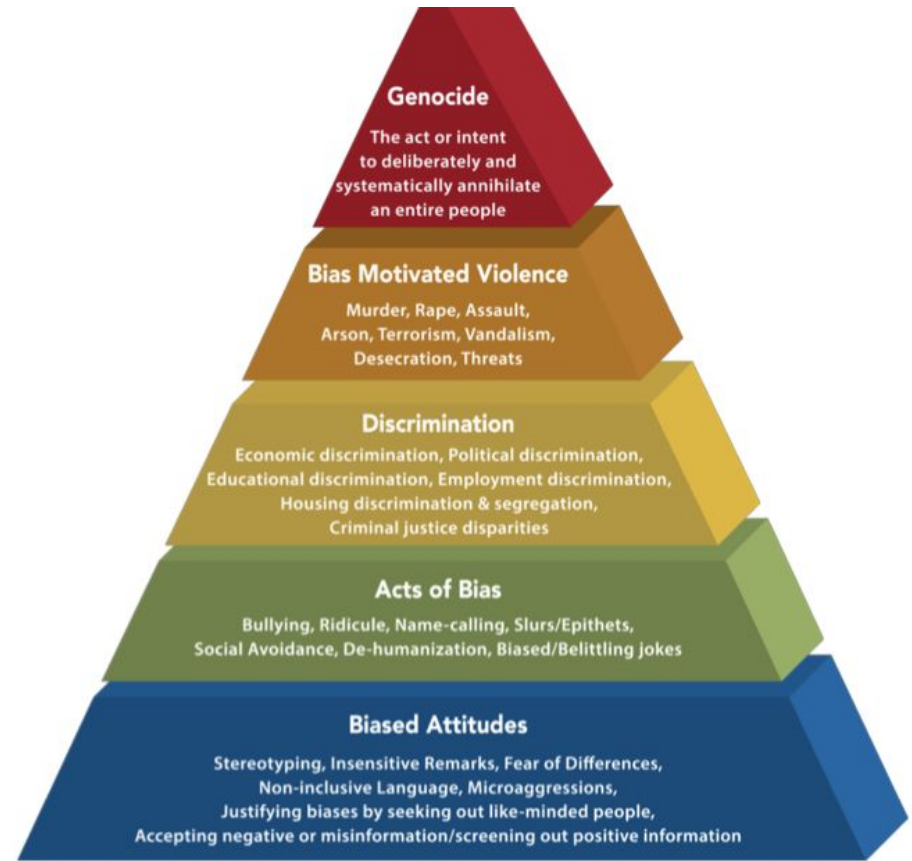 Genocide
The act or intent
to deliberately and
systematically annihilate
an entire people
Bias Motivated Violence
Murder, Rape, Assault,
Arson, Terrorism, Vandalism,
Desecration, Threats
Discrimination
Economic discrimination, Political discrimination,
Educational discrimination, Employment discrimination,
Housing discrimination & segregation,
Criminal justice disparities
Acts of Bias
Bullying, Ridicule, Name-calling, Slurs/Epithets,
Social Avoidance, De-humanization, Biased/Belittling jokes
Biased Attitudes
Stereotyping, Insensitive Remarks, Fear of Differences,
Non-inclusive Language, Microaggressions,
Justifying biases by seeking out like-minded people,
Accepting negative or misinformation/screening out positive information